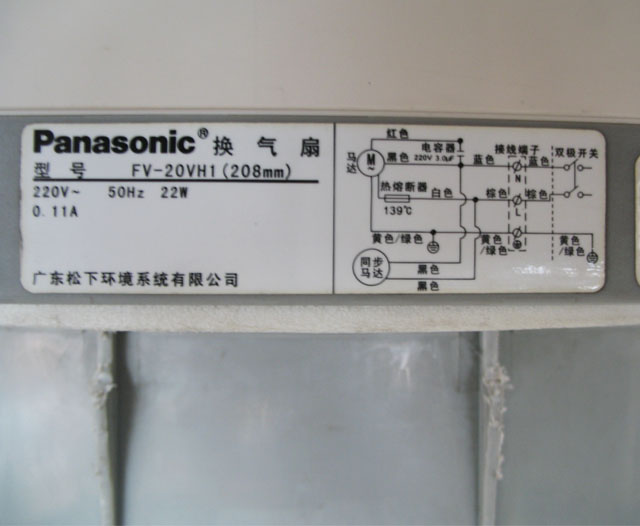 Panasonic® 换气扇
型号 FV-20VH1(208mm)
220V~ 50Hz 22W
0.11A
广东松下环境系统有限公司
红色
电容器
220V 3.0μF
接线端子
双极开关
马达
M
~
黑色
蓝色
N
蓝色
热熔断器
139℃
白色
棕色
L
棕色
黄色/绿色
黄色/绿色
黄色/绿色
同步马达
黑色
黑色